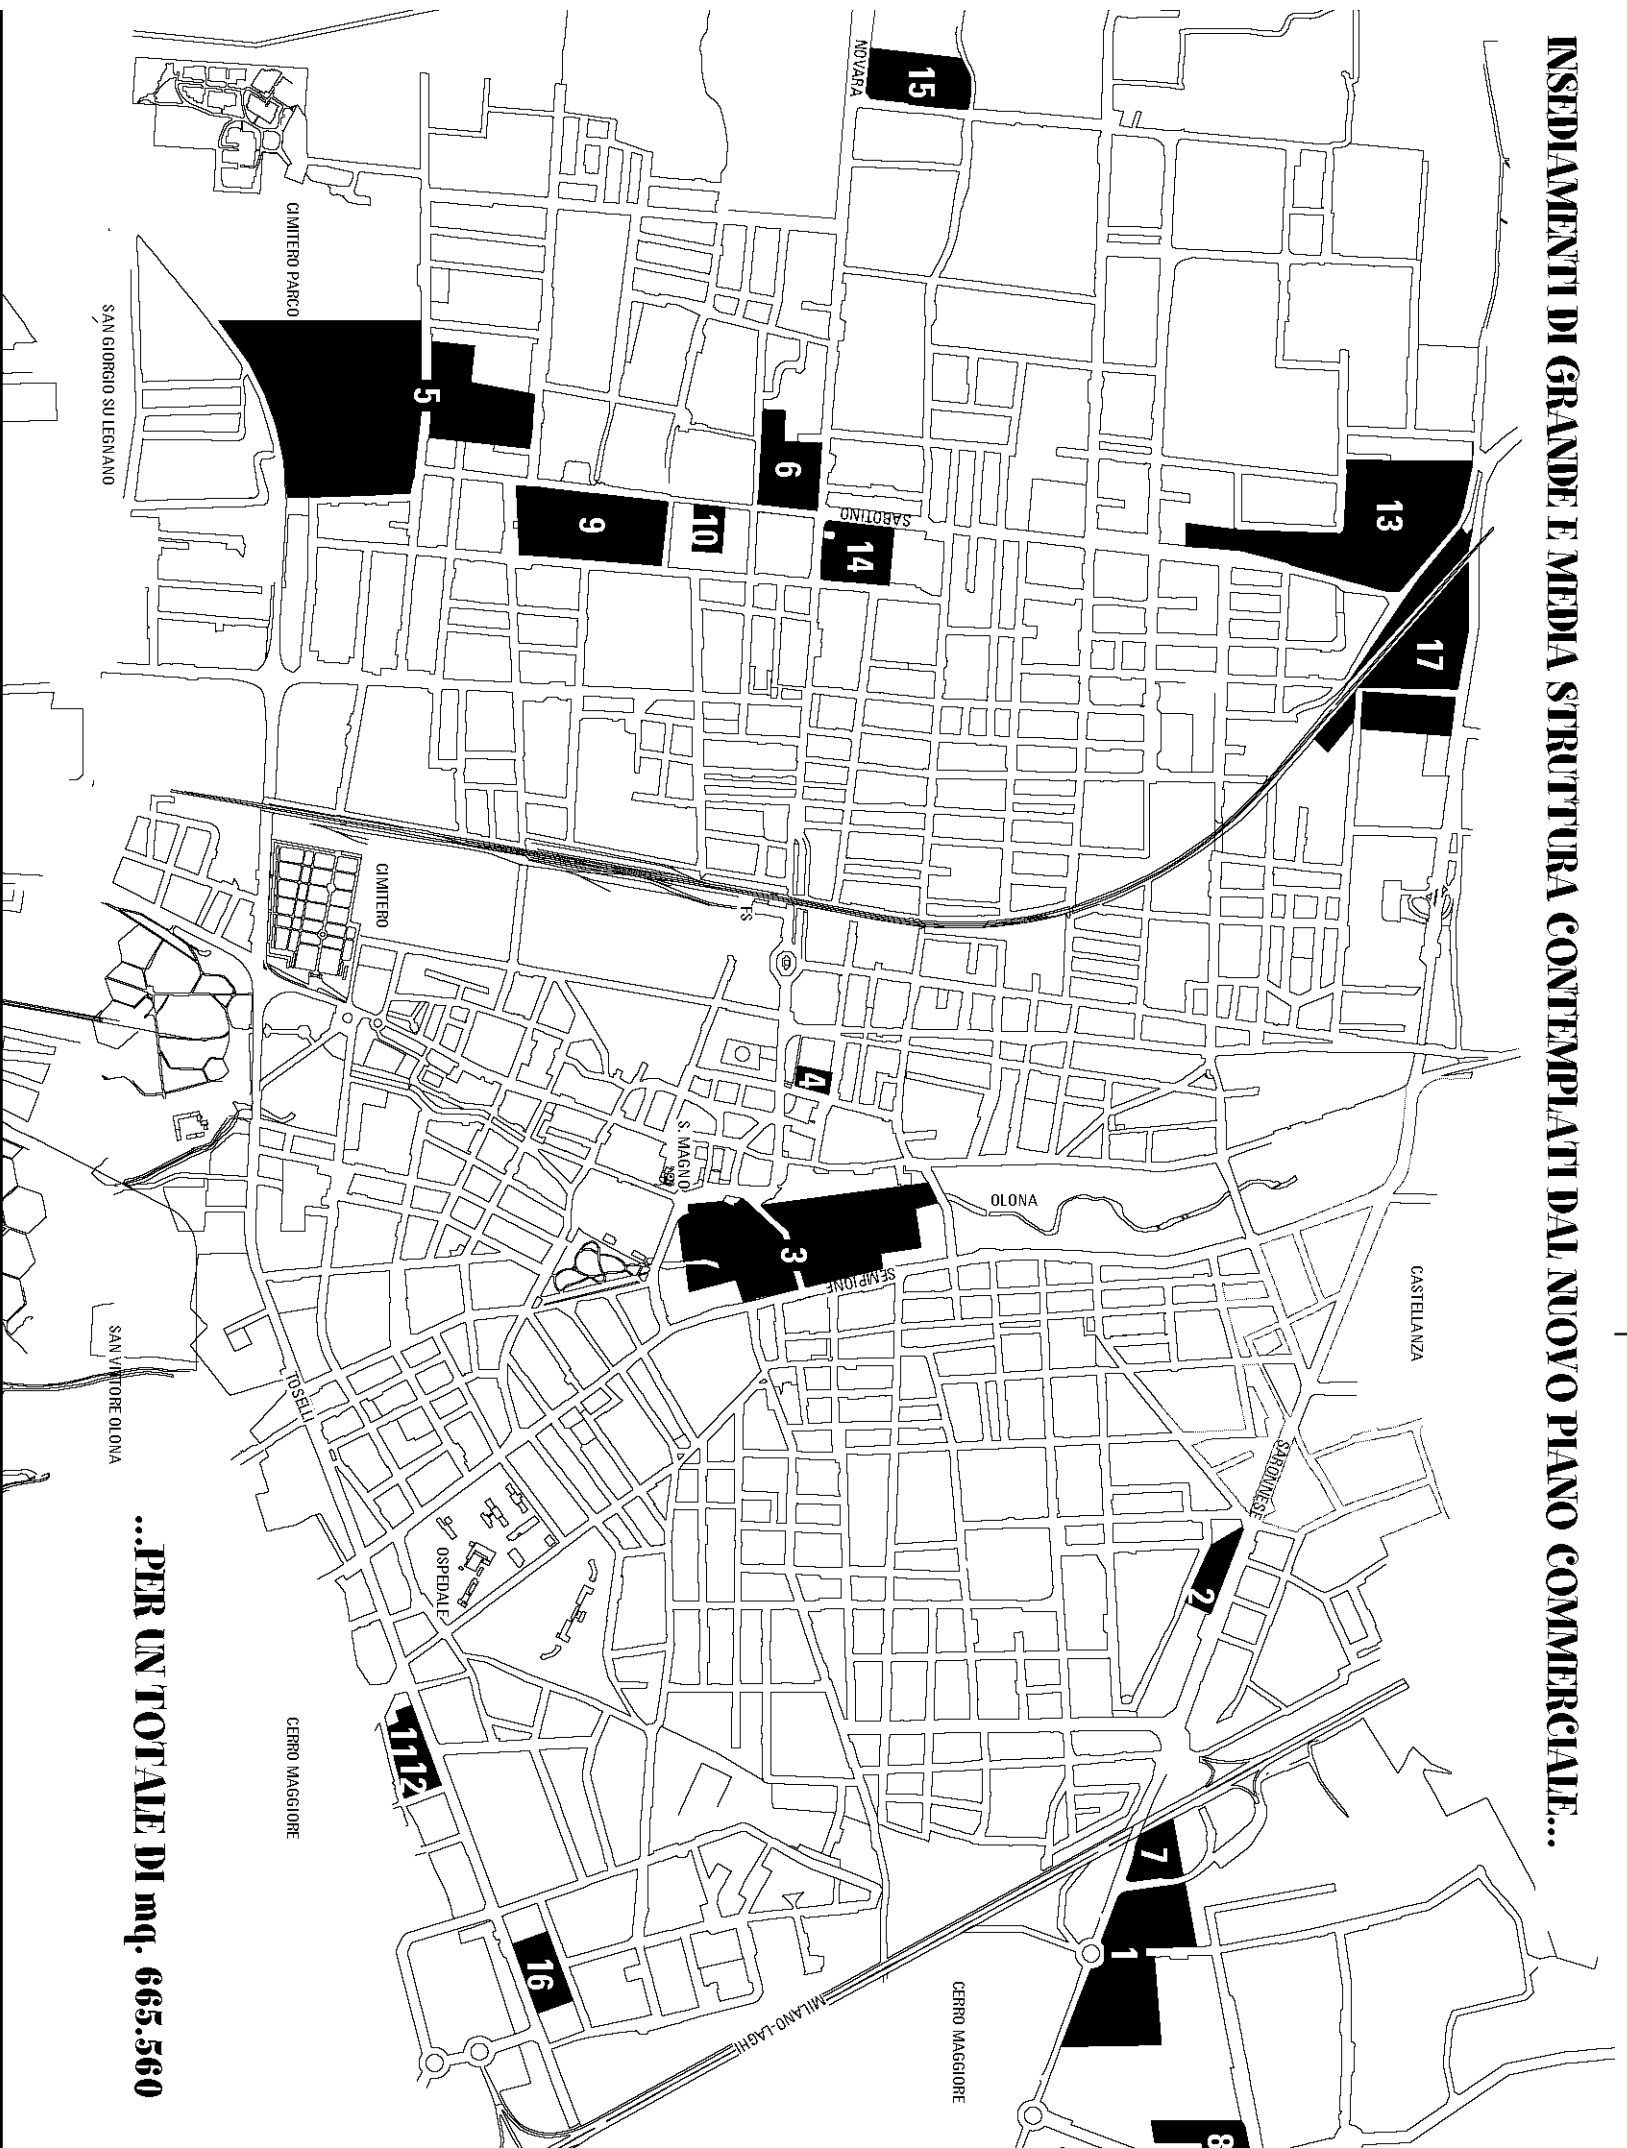 INSEDIAMENTI DI GRANDE E MEDIA STRUTTURA CONTEMPLATI DAL NUOVO PIANO COMMERCIALE...
NOVARA
15
CIMITERO PARCO
SAN GIORGIO SU LEGNANO
5
6
9
10
SABOTINO
14
13
17
CIMITERO
FS
4
S. MAGNO
OLONA
3
SEMPIONE
CASTELLANZA
SAN VITTORE OLONA
TOSELLI
SARONNESE
OSPEDALE
2
CERRO MAGGIORE
11
12
7
1
16
MILANO-LAGHI
CERRO MAGGIORE
8
...PER UN TOTALE DI mq. 665.560